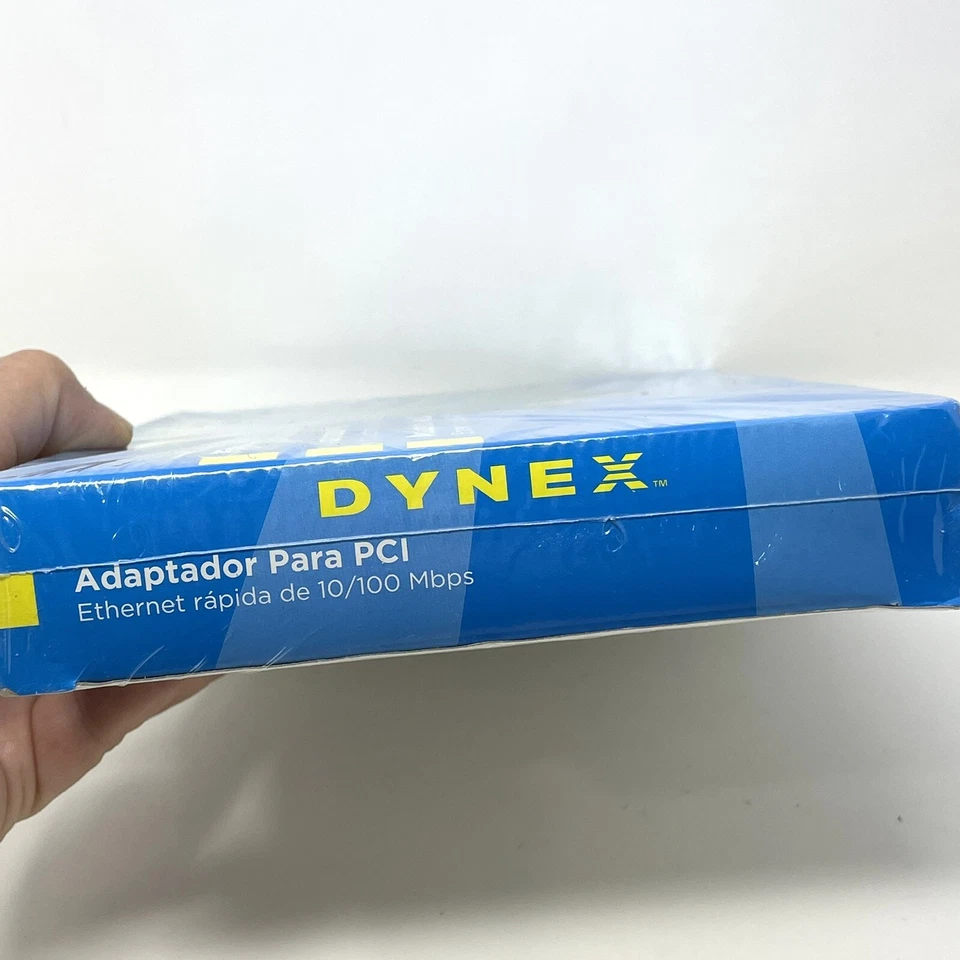 DYNEX™
Adaptador Para PCI
Ethernet rápida de 10/100 Mbps